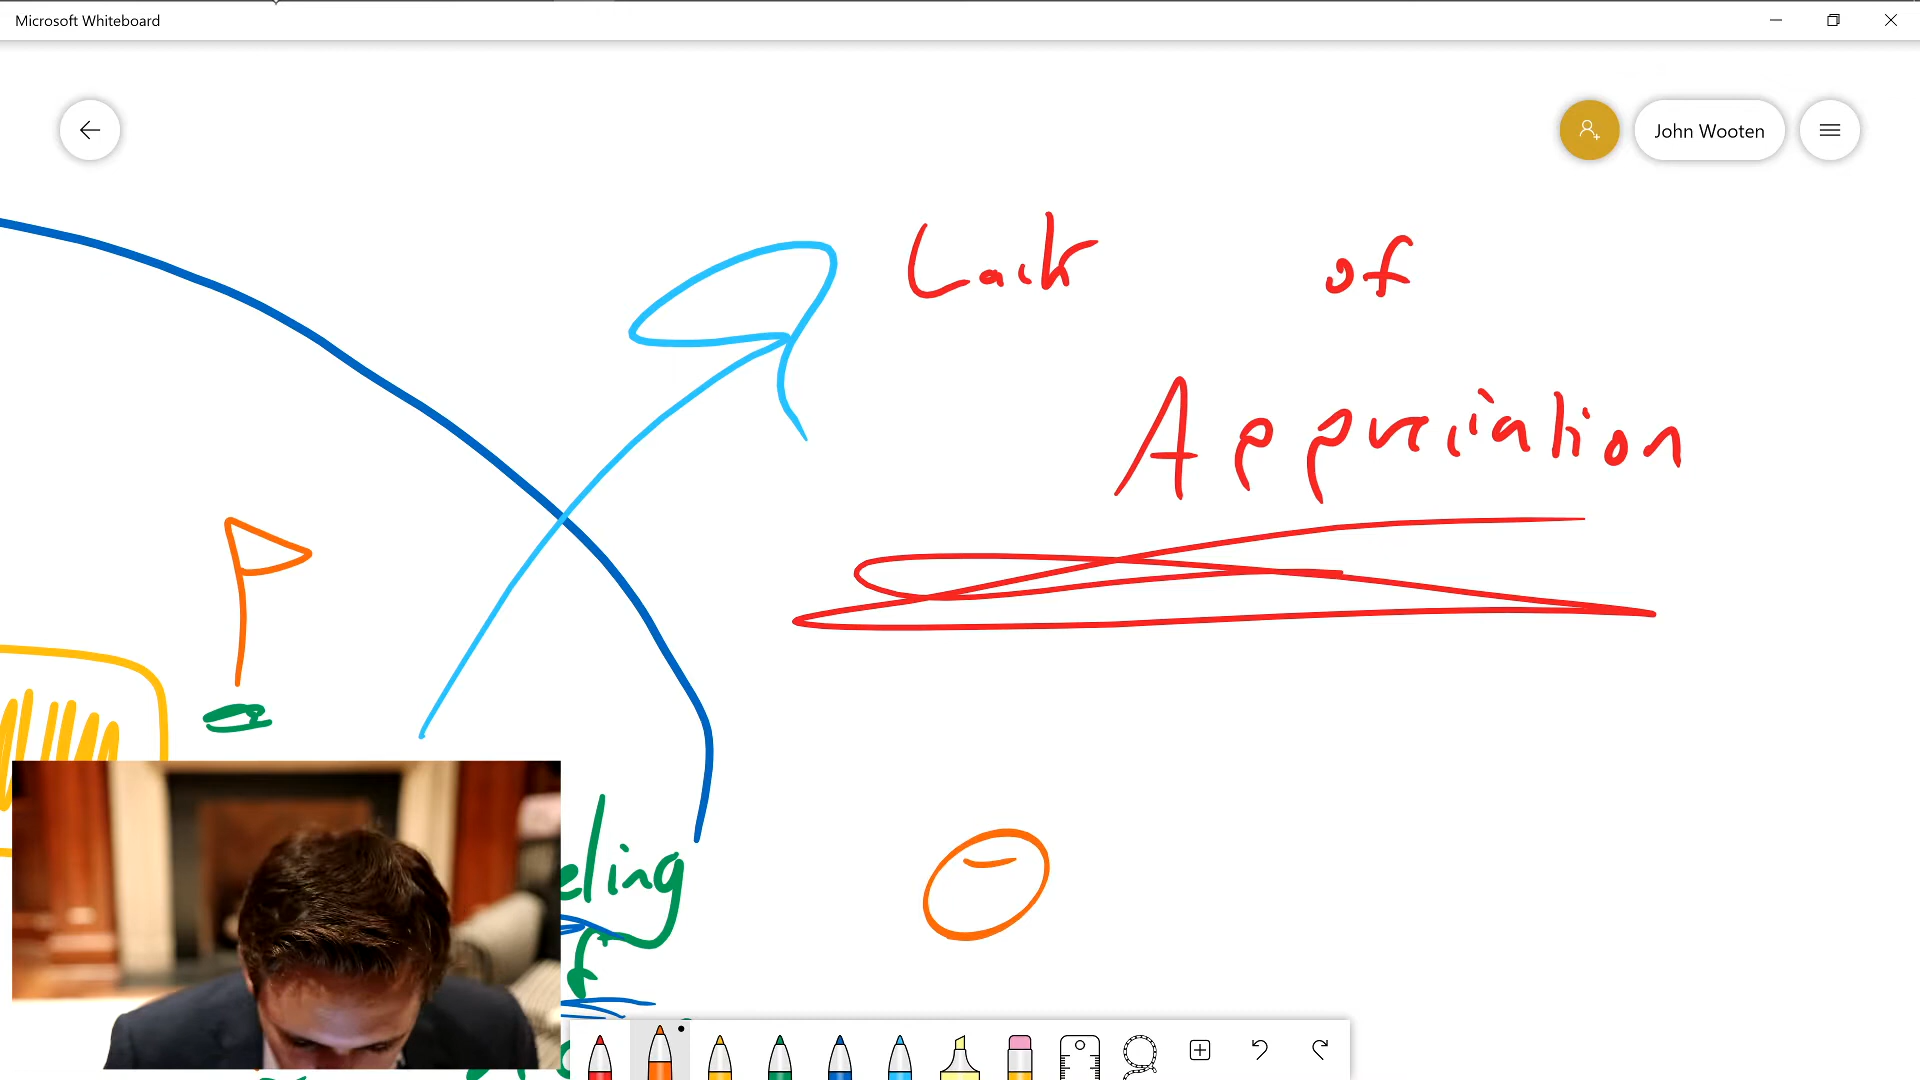 Microsoft Whiteboard
John Wooten
Lack of
Appreciation
eling
f